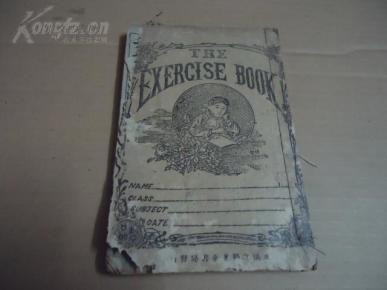 Kongfz.cn
THE
EXERCISE BOOK
NAME
CLASS
SUBJECT
DATE